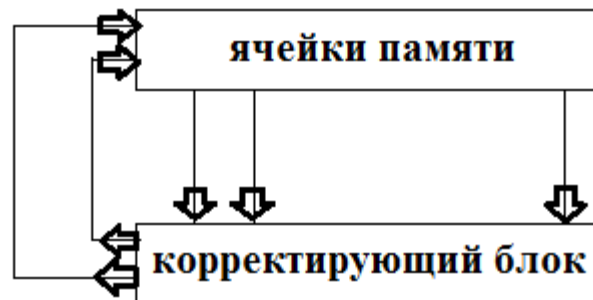 ячейки памяти
корректирующий блок